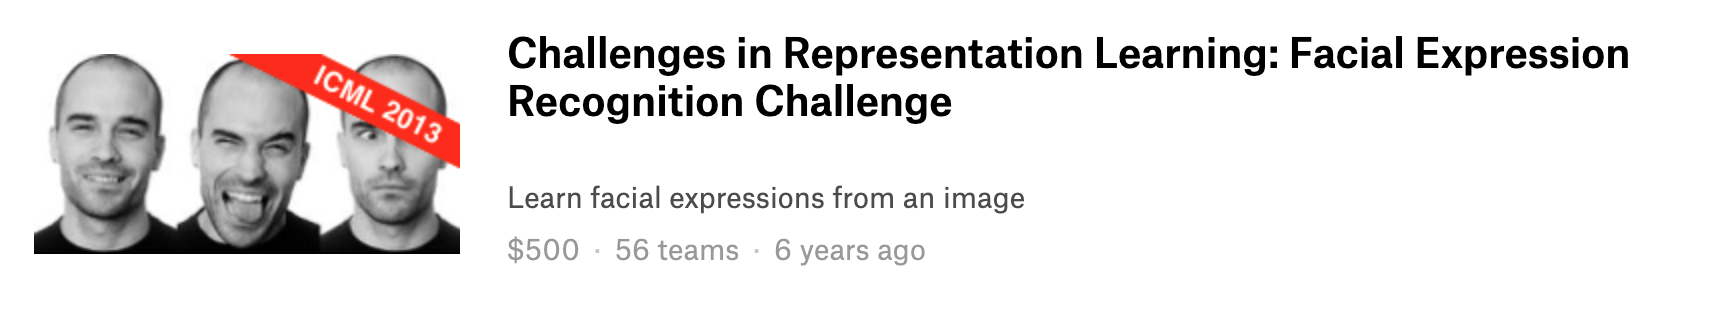 ICML 2013
Challenges in Representation Learning: Facial Expression
Recognition Challenge
Learn facial expressions from an image
$500 · 56 teams · 6 years ago